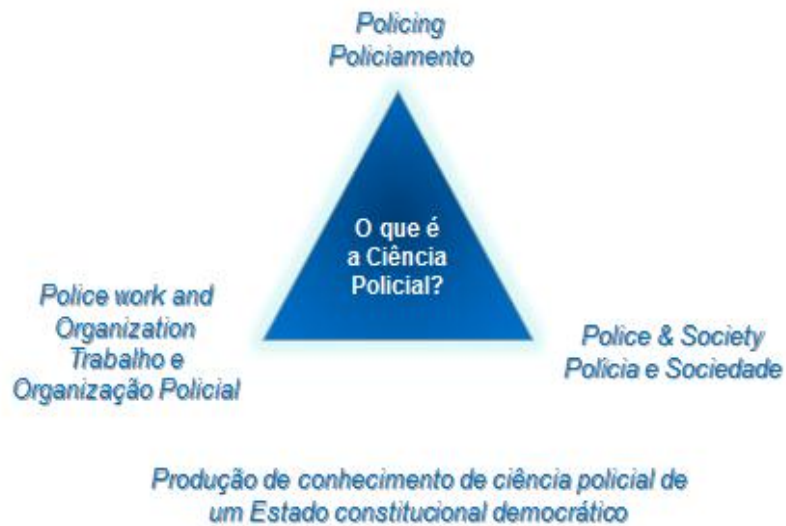 Policing
Policiamento
O que é
a Ciência
Policial?
Police work and
Organization
Trabalho e
Organização Policial
Police & Society
Polícia e Sociedade
Produção de conhecimento de ciência policial de
um Estado constitucional democrático